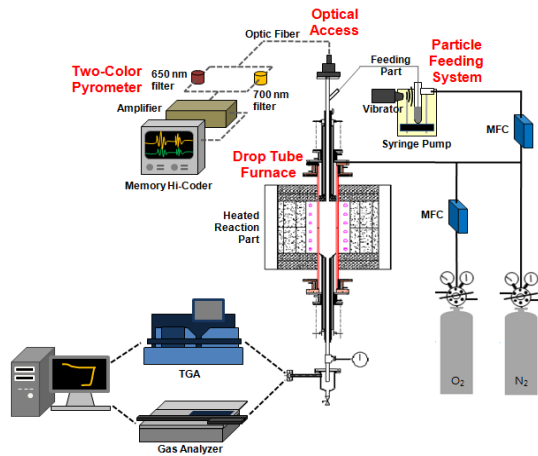 Optical
Access
Optic Fiber
Two-Color
Pyrometer
650 nm
filter
700 nm
filter
Amplifier
Memory Hi-Coder
Feeding
Part
Particle
Feeding
System
Vibrator
Syringe Pump
MFC
Drop Tube
Furnace
Heated
Reaction
Part
MFC
TGA
Gas Analyzer
O2
N2